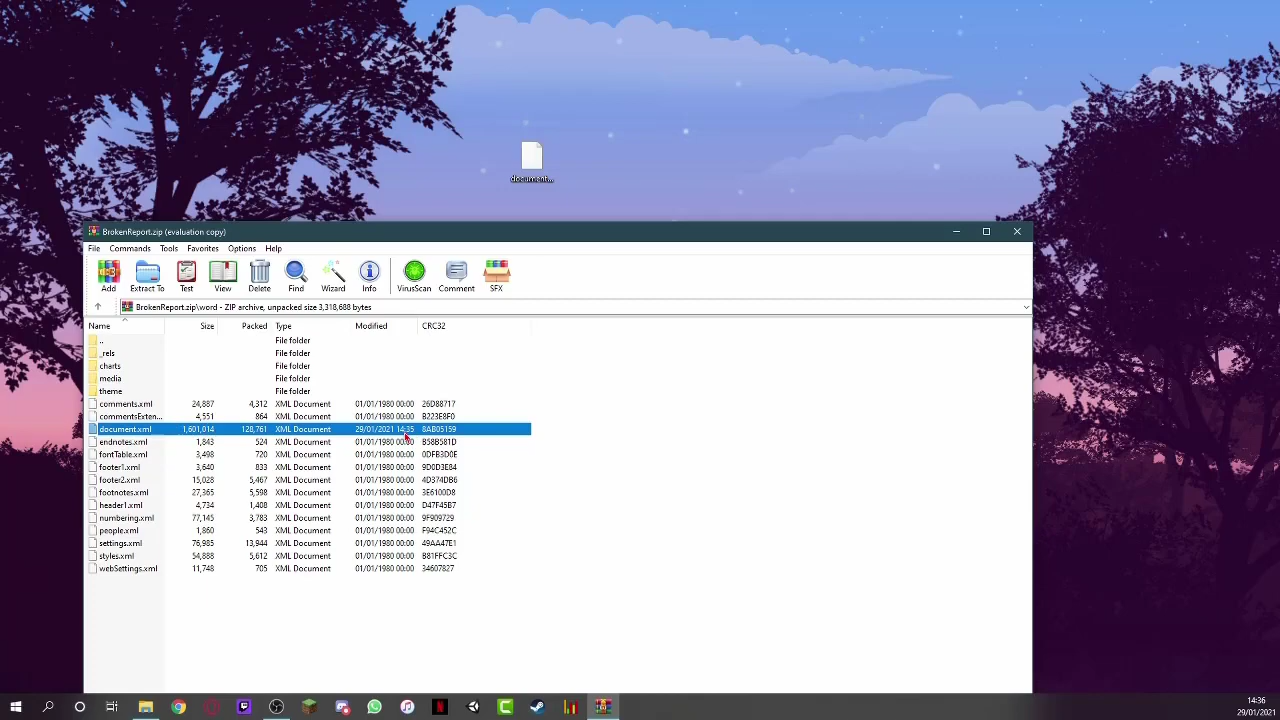 document...
BrokenReport.zip (evaluation copy)
File Commands Tools Favorites Options Help
Add Extract To Test View Delete Find Wizard Info VirusScan Comment SFX
BrokenReport.zip\word - ZIP archive, unpacked size 3,318,688 bytes
Name Size Packed Type Modified CRC32
.. File folder
_rels File folder
charts File folder
media File folder
theme File folder
comments.xml 24,887 4,312 XML Document 01/01/1980 00:00 26D88717
commentsExten... 4,551 864 XML Document 01/01/1980 00:00 B223E8F0
document.xml 1,601,014 128,761 XML Document 29/01/2021 14:35 8AB05159
endnotes.xml 1,843 524 XML Document 01/01/1980 00:00 B58B581D
fontTable.xml 3,498 720 XML Document 01/01/1980 00:00 0DFB3D0E
footer1.xml 3,640 833 XML Document 01/01/1980 00:00 9D0D3E84
footer2.xml 15,028 5,467 XML Document 01/01/1980 00:00 4D374DB6
footnotes.xml 27,365 5,598 XML Document 01/01/1980 00:00 3E6100D8
header1.xml 4,734 1,408 XML Document 01/01/1980 00:00 D47F45B7
numbering.xml 77,145 3,783 XML Document 01/01/1980 00:00 9F909729
people.xml 1,860 543 XML Document 01/01/1980 00:00 F94C452C
settings.xml 76,985 13,944 XML Document 01/01/1980 00:00 49AA47E1
styles.xml 54,888 5,612 XML Document 01/01/1980 00:00 B81FFC3C
webSettings.xml 11,748 705 XML Document 01/01/1980 00:00 34607827
14:36
29/01/2021